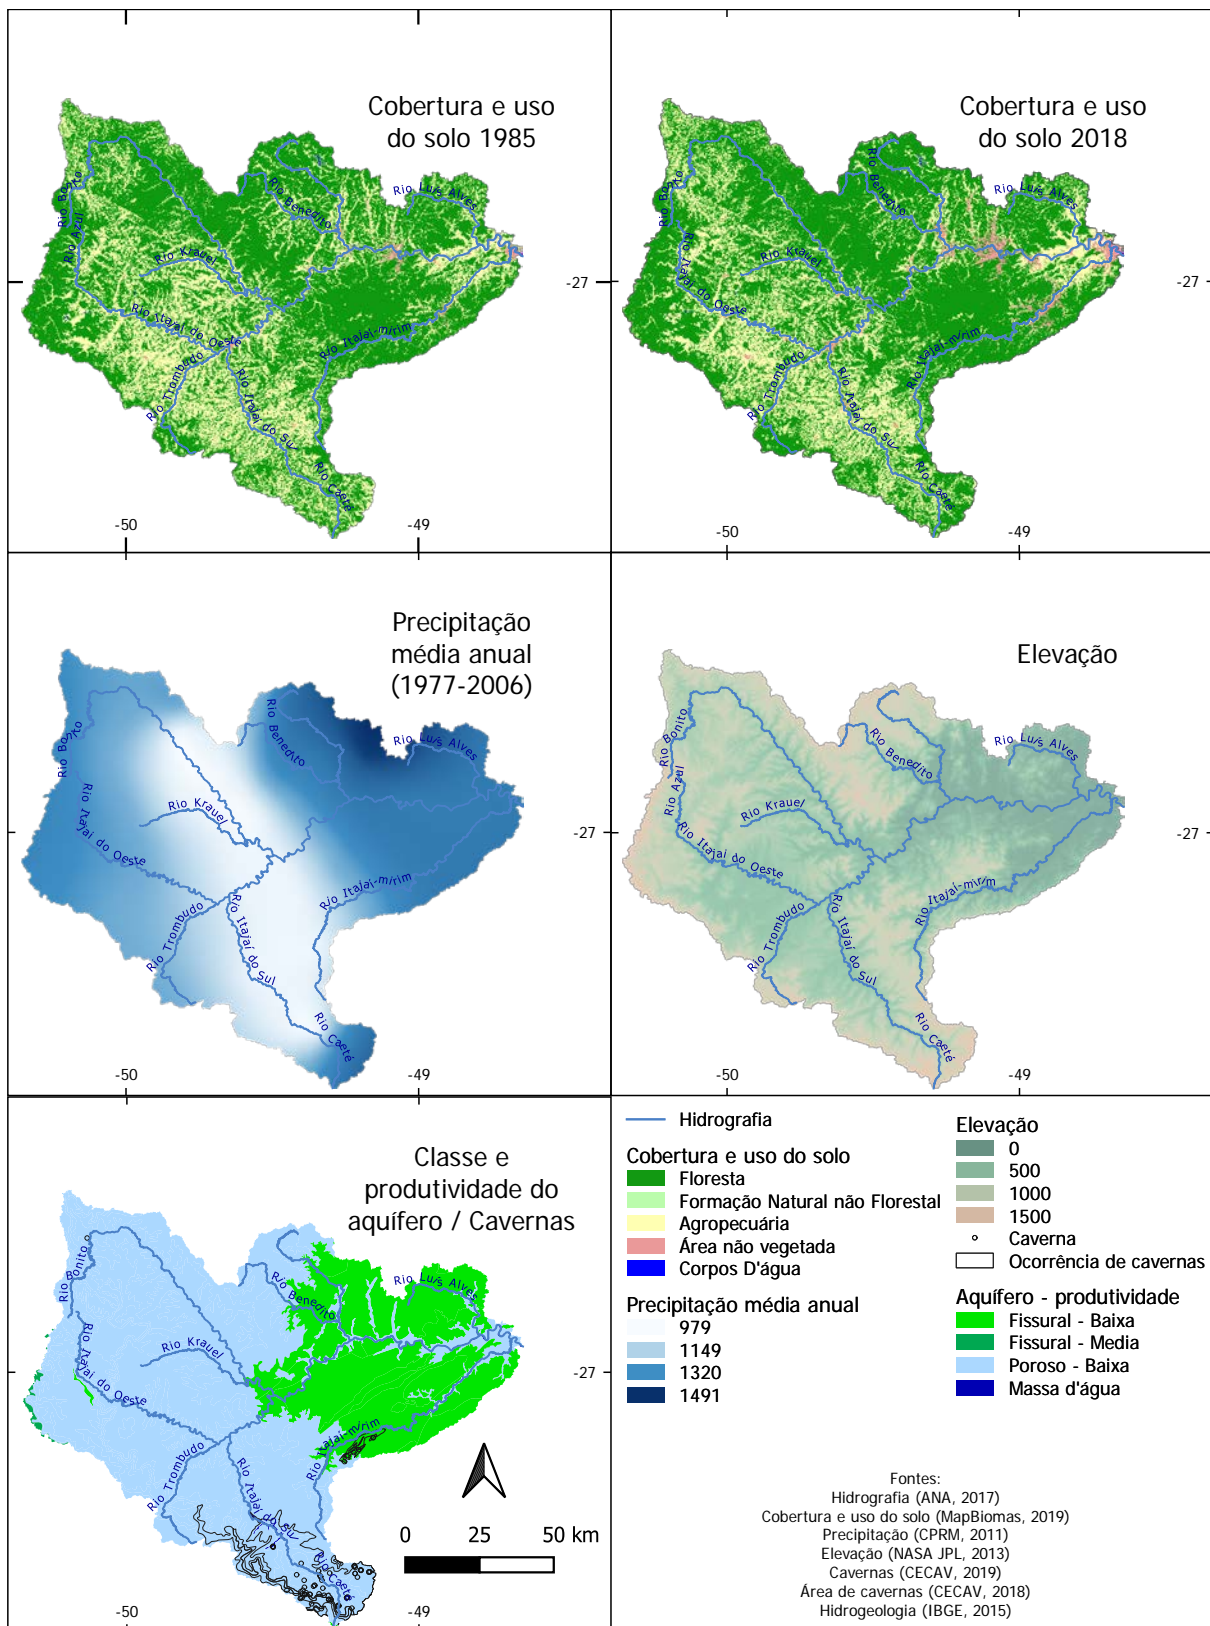 Cobertura e uso
do solo 1985
Rio Bonito
Rio Azul
Rio Benedito
Rio Luís Alves
Rio Krauel
Rio Itajaí do Oeste
Rio Itajaí-mirim
Rio Trombudo
Rio Itajaí do Sul
Rio Caeté
-27
-50
-49
Cobertura e uso
do solo 2018
Rio Bonito
Rio Azul
Rio Benedito
Rio Luís Alves
Rio Krauel
Rio Itajaí do Oeste
Rio Itajaí-mirim
Rio Trombudo
Rio Itajaí do Sul
Rio Caeté
-27
-50
-49
Precipitação
média anual
(1977-2006)
Rio Bonito
Rio Benedito
Rio Luís Alves
Rio Krauel
Rio Itajaí do Oeste
Rio Itajaí-mirim
Rio Trombudo
Rio Itajaí do Sul
Rio Caeté
-27
-50
-49
Elevação
Rio Bonito
Rio Azul
Rio Benedito
Rio Luís Alves
Rio Krauel
Rio Itajaí do Oeste
Rio Itajaí-mirim
Rio Trombudo
Rio Itajaí do Sul
Rio Caeté
-27
-50
-49
Classe e
produtividade do
aquífero / Cavernas
Rio Bonito
Rio Benedito
Rio Luís Alves
Rio Krauel
Rio Itajaí do Oeste
Rio Itajaí-mirim
Rio Trombudo
Rio Itajaí do Sul
Rio Caeté
-27
0 25 50 km
-50
-49
Hidrografia
Cobertura e uso do solo
Floresta
Formação Natural não Florestal
Agropecuária
Área não vegetada
Corpos D'água
Precipitação média anual
979
1149
1320
1491
Elevação
0
500
1000
1500
Caverna
Ocorrência de cavernas
Aquífero - produtividade
Fissural - Baixa
Fissural - Media
Poroso - Baixa
Massa d'água
Fontes:
Hidrografia (ANA, 2017)
Cobertura e uso do solo (MapBiomas, 2019)
Precipitação (CPRM, 2011)
Elevação (NASA JPL, 2013)
Cavernas (CECAV, 2019)
Área de cavernas (CECAV, 2018)
Hidrogeologia (IBGE, 2015)